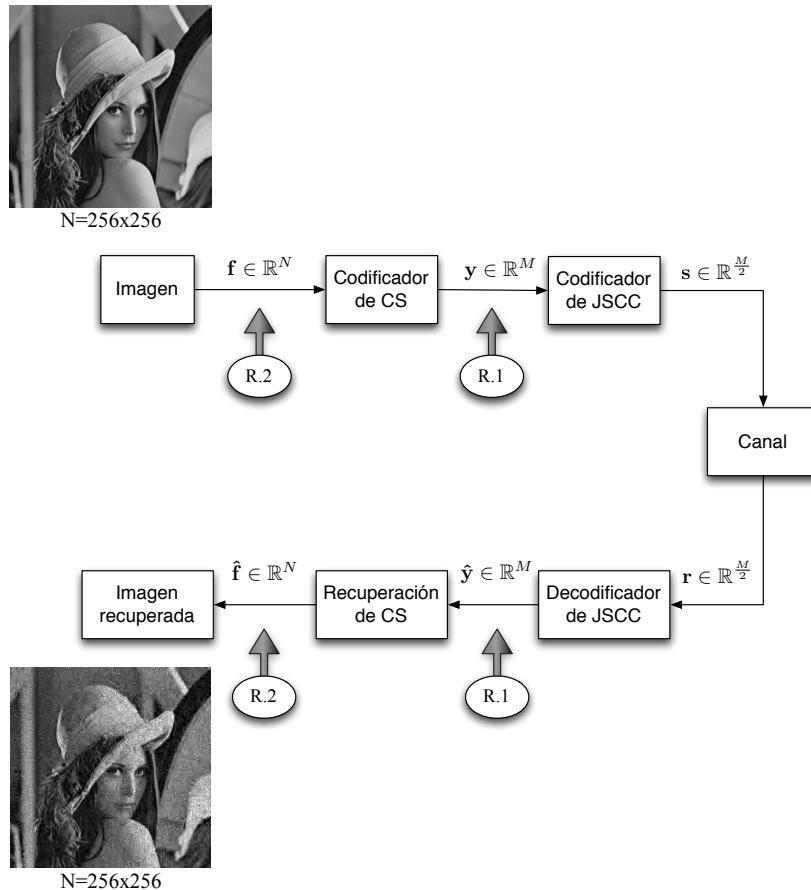 N=256x256
Imagen
f ∈ ℝ^N
Codificador
de CS
y ∈ ℝ^M
Codificador
de JSCC
s ∈ ℝ^{M/2}
R.2
R.1
Canal
Imagen
recuperada
f̂ ∈ ℝ^N
Recuperación
de CS
ŷ ∈ ℝ^M
Decodificador
de JSCC
r ∈ ℝ^{M/2}
R.2
R.1
N=256x256